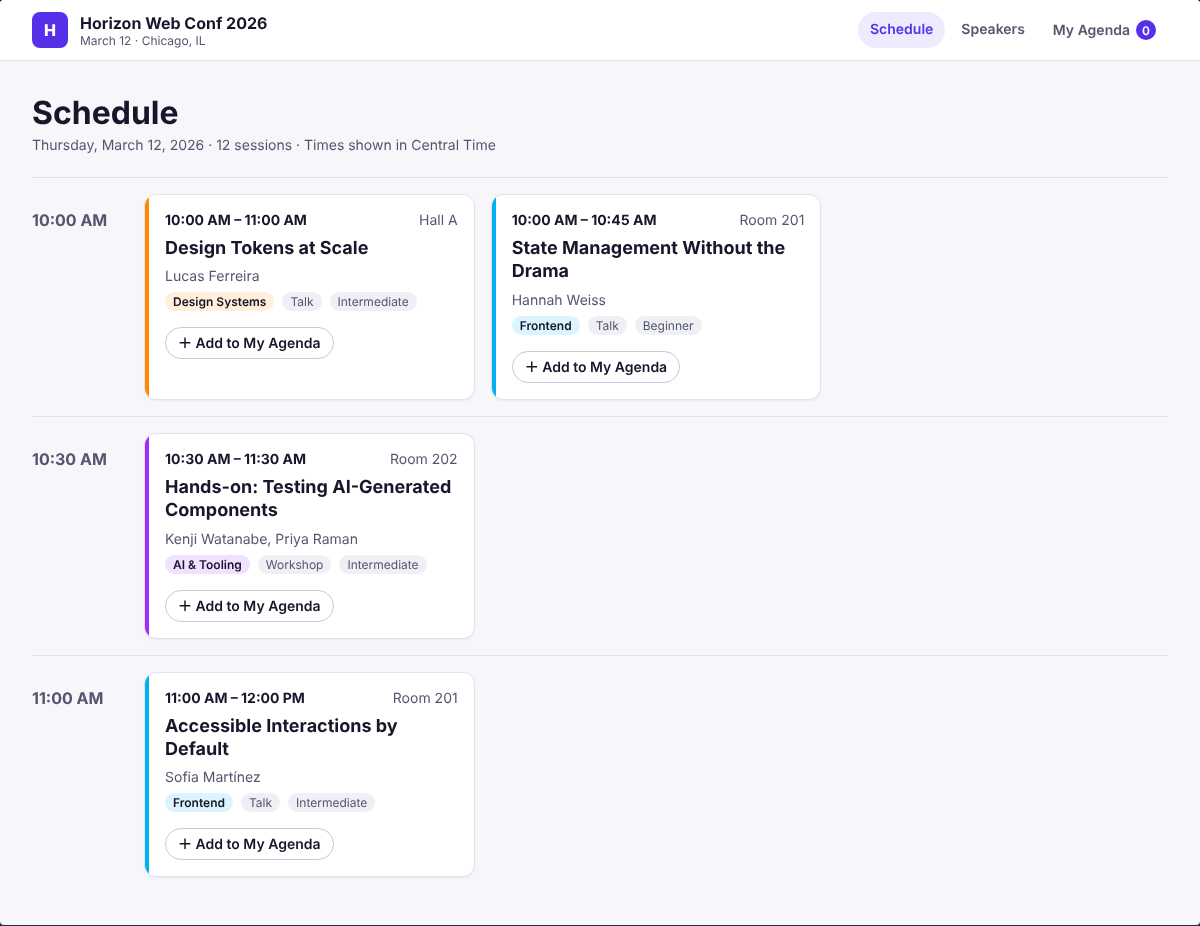 H
Horizon Web Conf 2026
March 12 · Chicago, IL
Schedule
Speakers
My Agenda 0
Schedule
Thursday, March 12, 2026 · 12 sessions · Times shown in Central Time
10:00 AM
10:00 AM – 11:00 AM
Hall A
Design Tokens at Scale
Lucas Ferreira
Design Systems
Talk
Intermediate
+ Add to My Agenda
10:00 AM – 10:45 AM
Room 201
State Management Without the
Drama
Hannah Weiss
Frontend
Talk
Beginner
+ Add to My Agenda
10:30 AM
10:30 AM – 11:30 AM
Room 202
Hands-on: Testing AI-Generated
Components
Kenji Watanabe, Priya Raman
AI & Tooling
Workshop
Intermediate
+ Add to My Agenda
11:00 AM
11:00 AM – 12:00 PM
Room 201
Accessible Interactions by
Default
Sofia Martínez
Frontend
Talk
Intermediate
+ Add to My Agenda